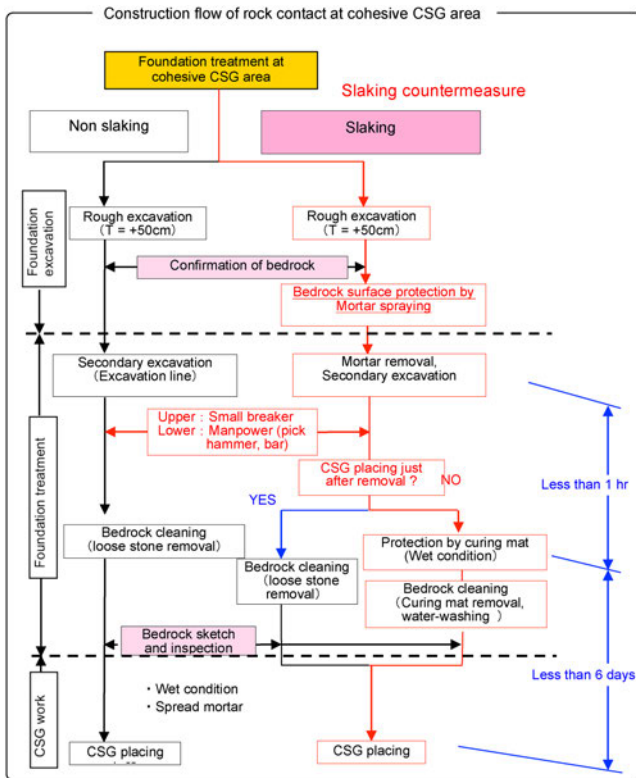 Construction flow of rock contact at cohesive CSG area
Foundation treatment at
cohesive CSG area
Slaking countermeasure
Non slaking
Slaking
Foundation
excavation
Rough excavation
(T = +50cm)
Rough excavation
(T = +50cm)
Confirmation of bedrock
Bedrock surface protection by
Mortar spraying
Foundation treatment
Secondary excavation
(Excavation line)
Mortar removal,
Secondary excavation
Upper : Small breaker
Lower : Manpower (pick
hammer, bar)
CSG placing just
after removal ?
NO
YES
Less than 1 hr
Bedrock cleaning
(loose stone removal)
Bedrock cleaning
(loose stone
removal)
Protection by curing mat
(Wet condition)
Bedrock cleaning
(Curing mat removal,
water-washing )
Bedrock sketch
and inspection
Less than 6 days
CSG work
・Wet condition
・Spread mortar
CSG placing
CSG placing